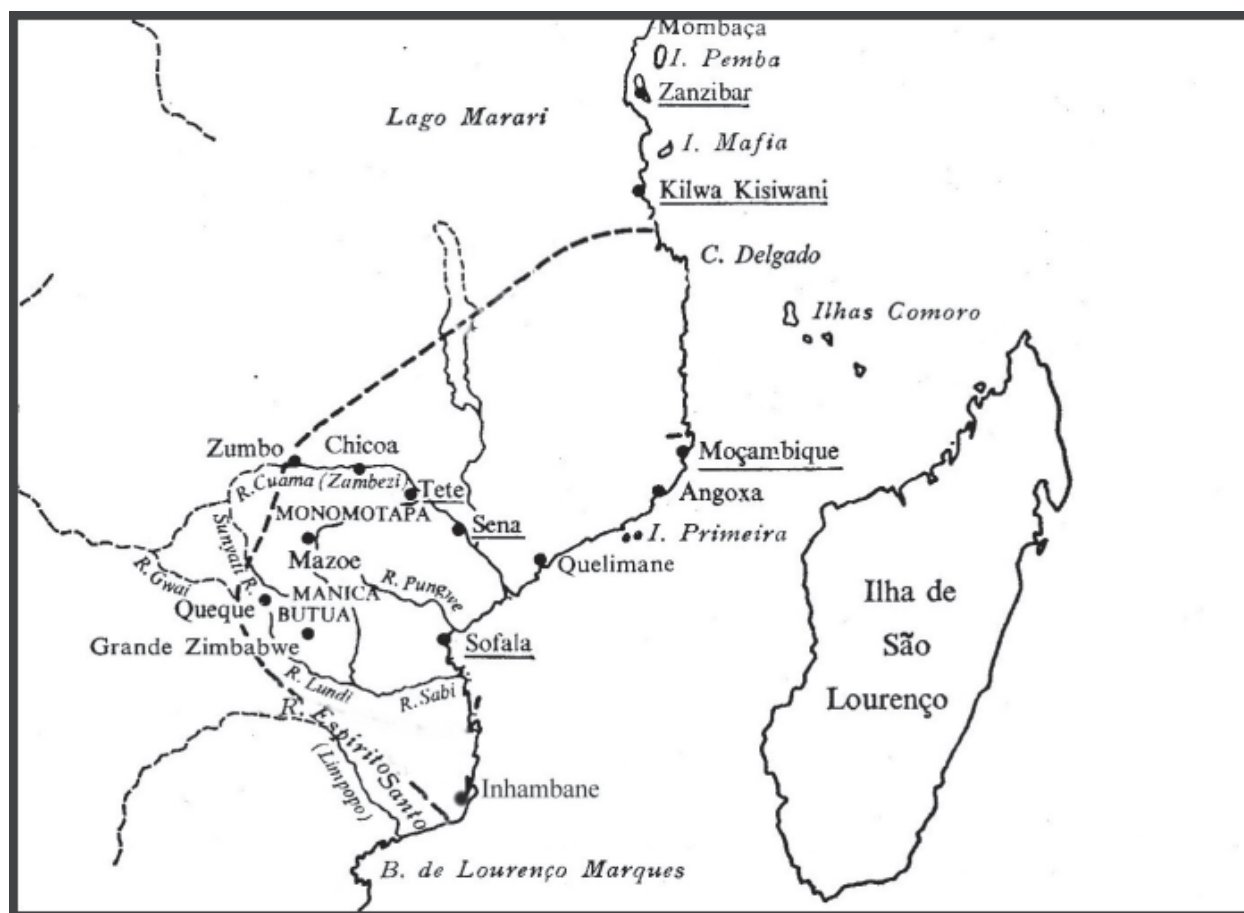 Mombaça
I. Pemba
Zanzibar
Lago Marari
I. Mafia
Kilwa Kisiwani
C. Delgado
Ilhas Comoro
Zumbo
Chicoa
R. Cuama (Zambezi)
Tete
Moçambique
Angoxa
MONOMOTAPA
Sena
I. Primeira
Mazoe
Sunyali R.
R. Gwai
Quelimane
R. Pungwe
MANICA
Queque
BUTUA
Grande Zimbabwe
Sofala
Ilha de
São
Lourenço
R. Lundi
R. Sabi
R. Espírito Santo
(Limpopo)
Inhambane
B. de Lourenço Marques